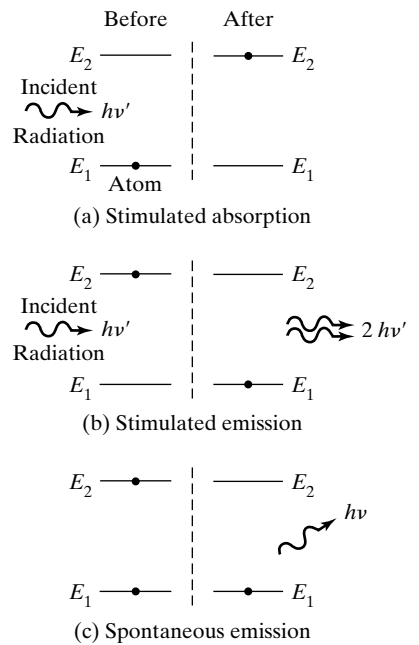 Before After
E₂ E₂
Incident
hν′
Radiation
E₁ E₁
Atom
(a) Stimulated absorption
E₂ E₂
Incident
hν′ 2 hν′
Radiation
E₁ E₁
(b) Stimulated emission
E₂ E₂
hν
E₁ E₁
(c) Spontaneous emission